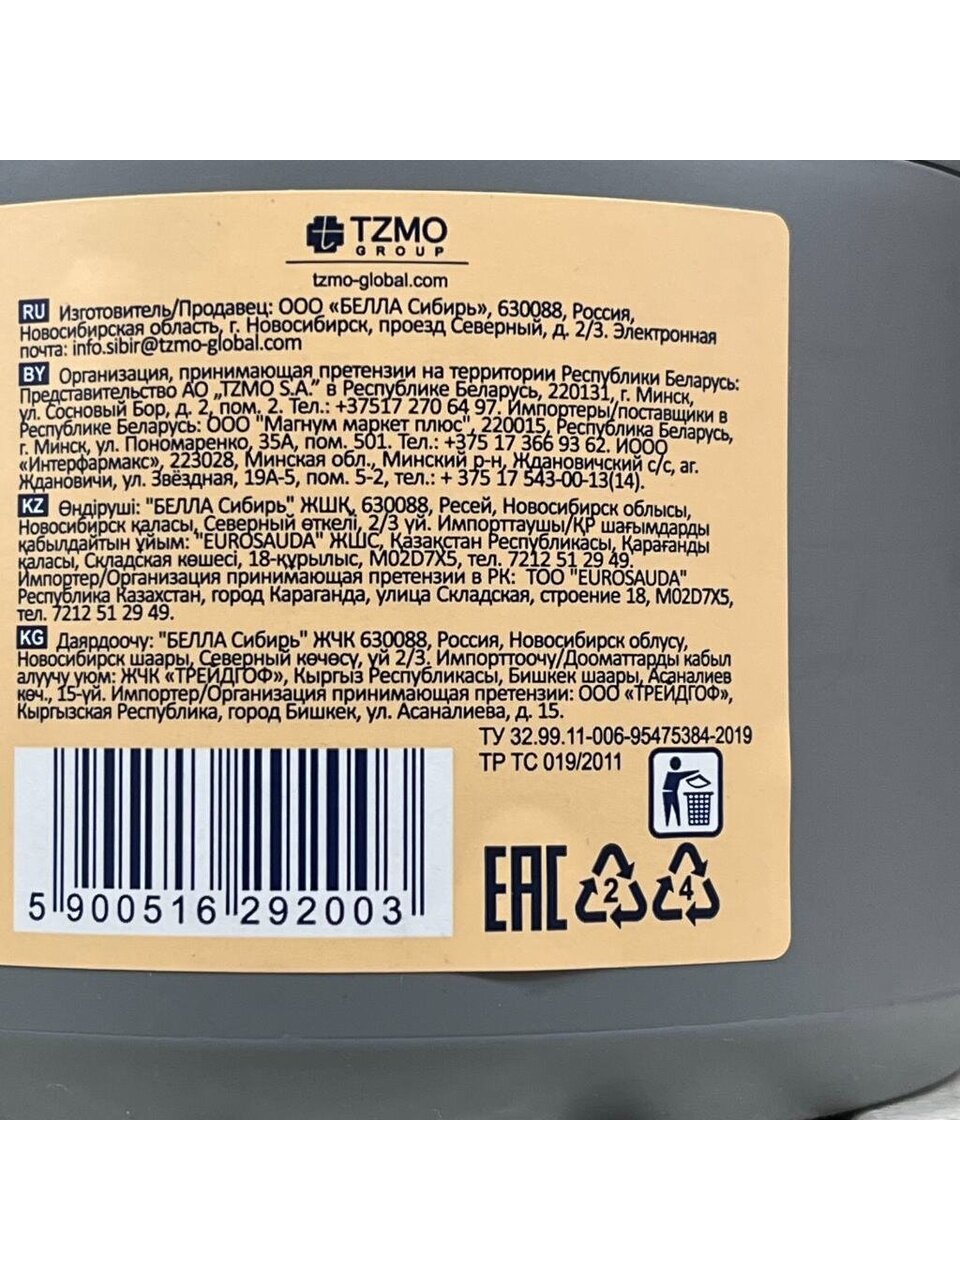 TZMO
GROUP
tzmo-global.com
RU Изготовитель/Продавец: ООО «БЕЛЛА Сибирь», 630088, Россия,
Новосибирская область, г. Новосибирск, проезд Северный, д. 2/3. Электронная
почта: info.sibir@tzmo-global.com
BY Организация, принимающая претензии на территории Республики Беларусь:
Представительство АО „TZMO S.A.” в Республике Беларусь, 220131, г. Минск,
ул. Сосновый Бор, д. 2, пом. 2. Тел.: +37517 270 64 97. Импортеры/поставщики в
Республике Беларусь: ООО "Магнум маркет плюс", 220015, Республика Беларусь,
г. Минск, ул. Пономаренко, 35А, пом. 501. Тел.: +375 17 366 93 62. ИООО
«Интерфармакс», 223028, Минская обл., Минский р-н, Ждановичский с/с, аг.
Ждановичи, ул. Звёздная, 19А-5, пом. 5-2, тел.: + 375 17 543-00-13(14).
KZ Өндіруші: "БЕЛЛА Сибирь" ЖШҚ, 630088, Ресей, Новосибирск облысы,
Новосибирск қаласы, Северный өткелі, 2/3 үй. Импорттаушы/ҚР шағымдарды
қабылдайтын ұйым: "EUROSAUDA" ЖШС, Қазақстан Республикасы, Қарағанды
қаласы, Складская көшесі, 18-құрылыс, M02D7X5, тел. 7212 51 29 49.
Импортер/Организация принимающая претензии в РК: ТОО "EUROSAUDA"
Республика Казахстан, город Караганда, улица Складская, строение 18, M02D7X5,
тел. 7212 51 29 49.
KG Даярдоочу: "БЕЛЛА Сибирь" ЖЧК 630088, Россия, Новосибирск облусу,
Новосибирск шаары, Северный көчөсү, үй 2/3. Импорттоочу/Дооматтарды кабыл
алуучу уюм: ЖЧК «ТРЕЙДГОФ», Кыргыз Республикасы, Бишкек шаары, Асаналиев
көч., 15-үй. Импортер/Организация принимающая претензии: ООО «ТРЕЙДГОФ»,
Кыргызская Республика, город Бишкек, ул. Асаналиева, д. 15.
ТУ 32.99.11-006-95475384-2019
ТР ТС 019/2011
EAC 2 4
5 900516 292003